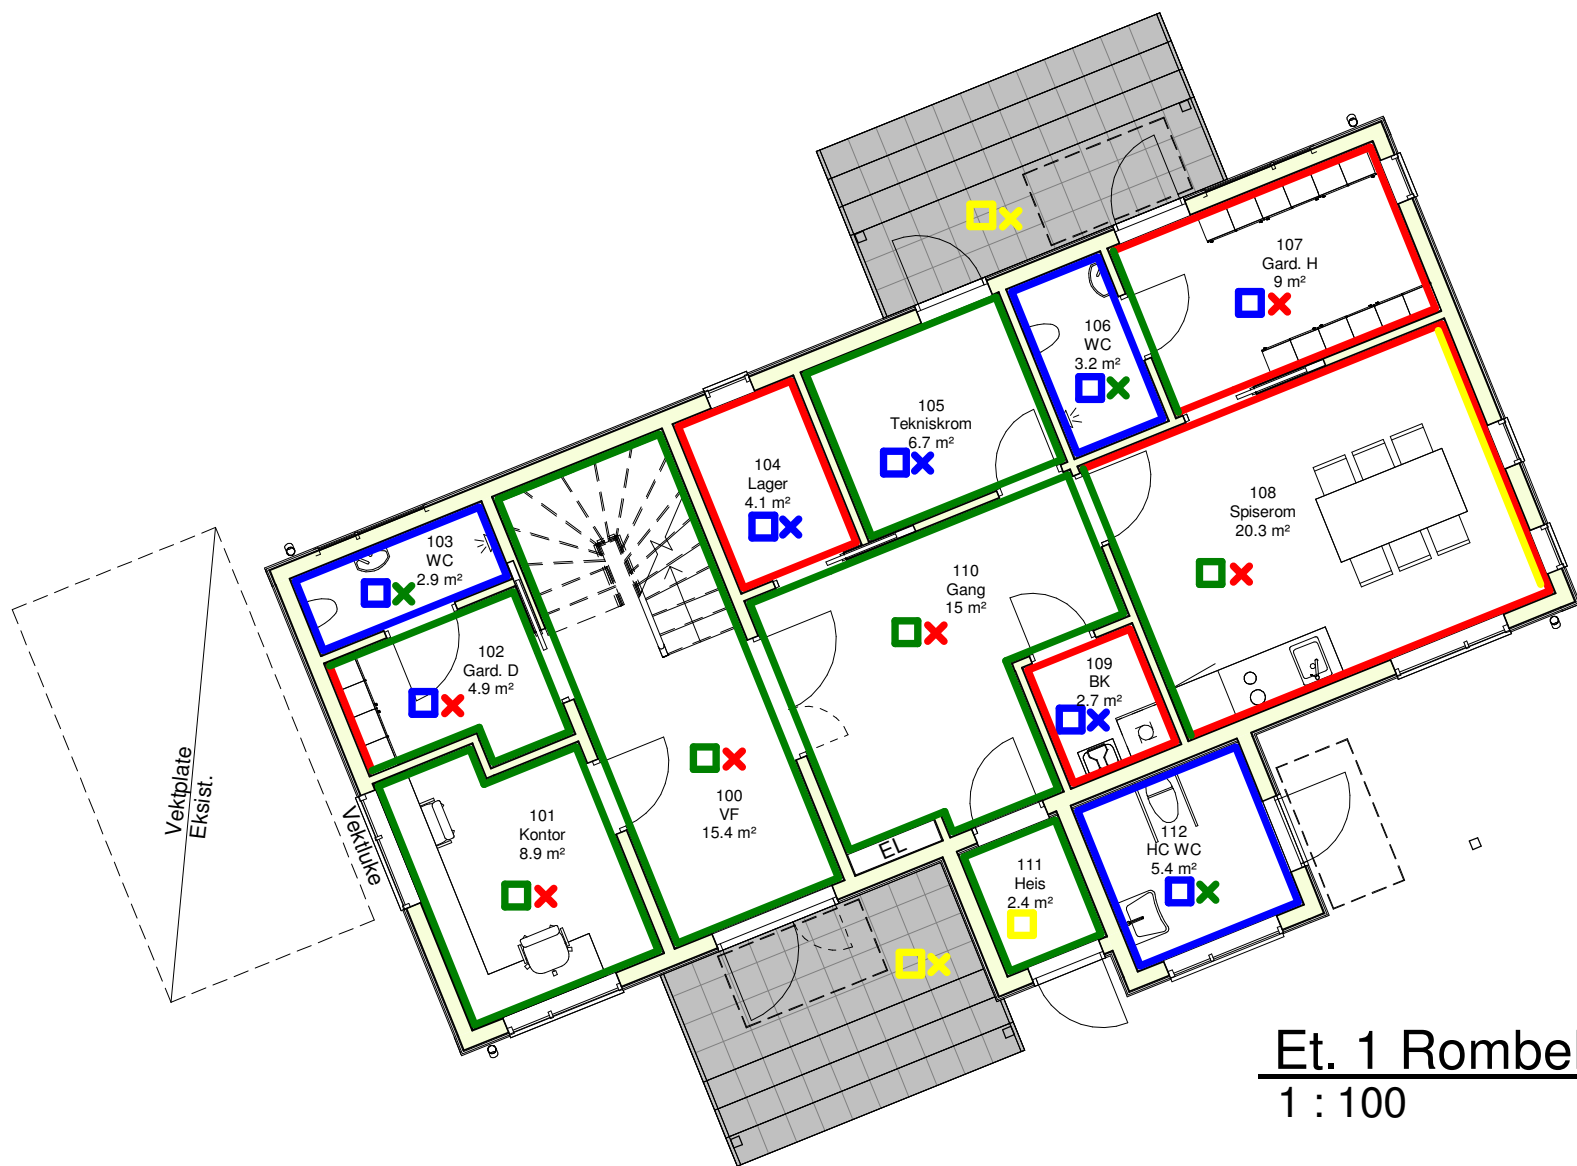 107
Gard. H
9 m²
106
WC
3.2 m²
105
Tekniskrom
6.7 m²
104
Lager
4.1 m²
108
Spiserom
20.3 m²
103
WC
2.9 m²
110
Gang
15 m²
102
Gard. D
4.9 m²
109
BK
2.7 m²
100
VF
15.4 m²
101
Kontor
8.9 m²
Vektplate
Eksist.
Vektluke
EL
111
Heis
2.4 m²
112
HC WC
5.4 m²
Et. 1 Rombel
1 : 100